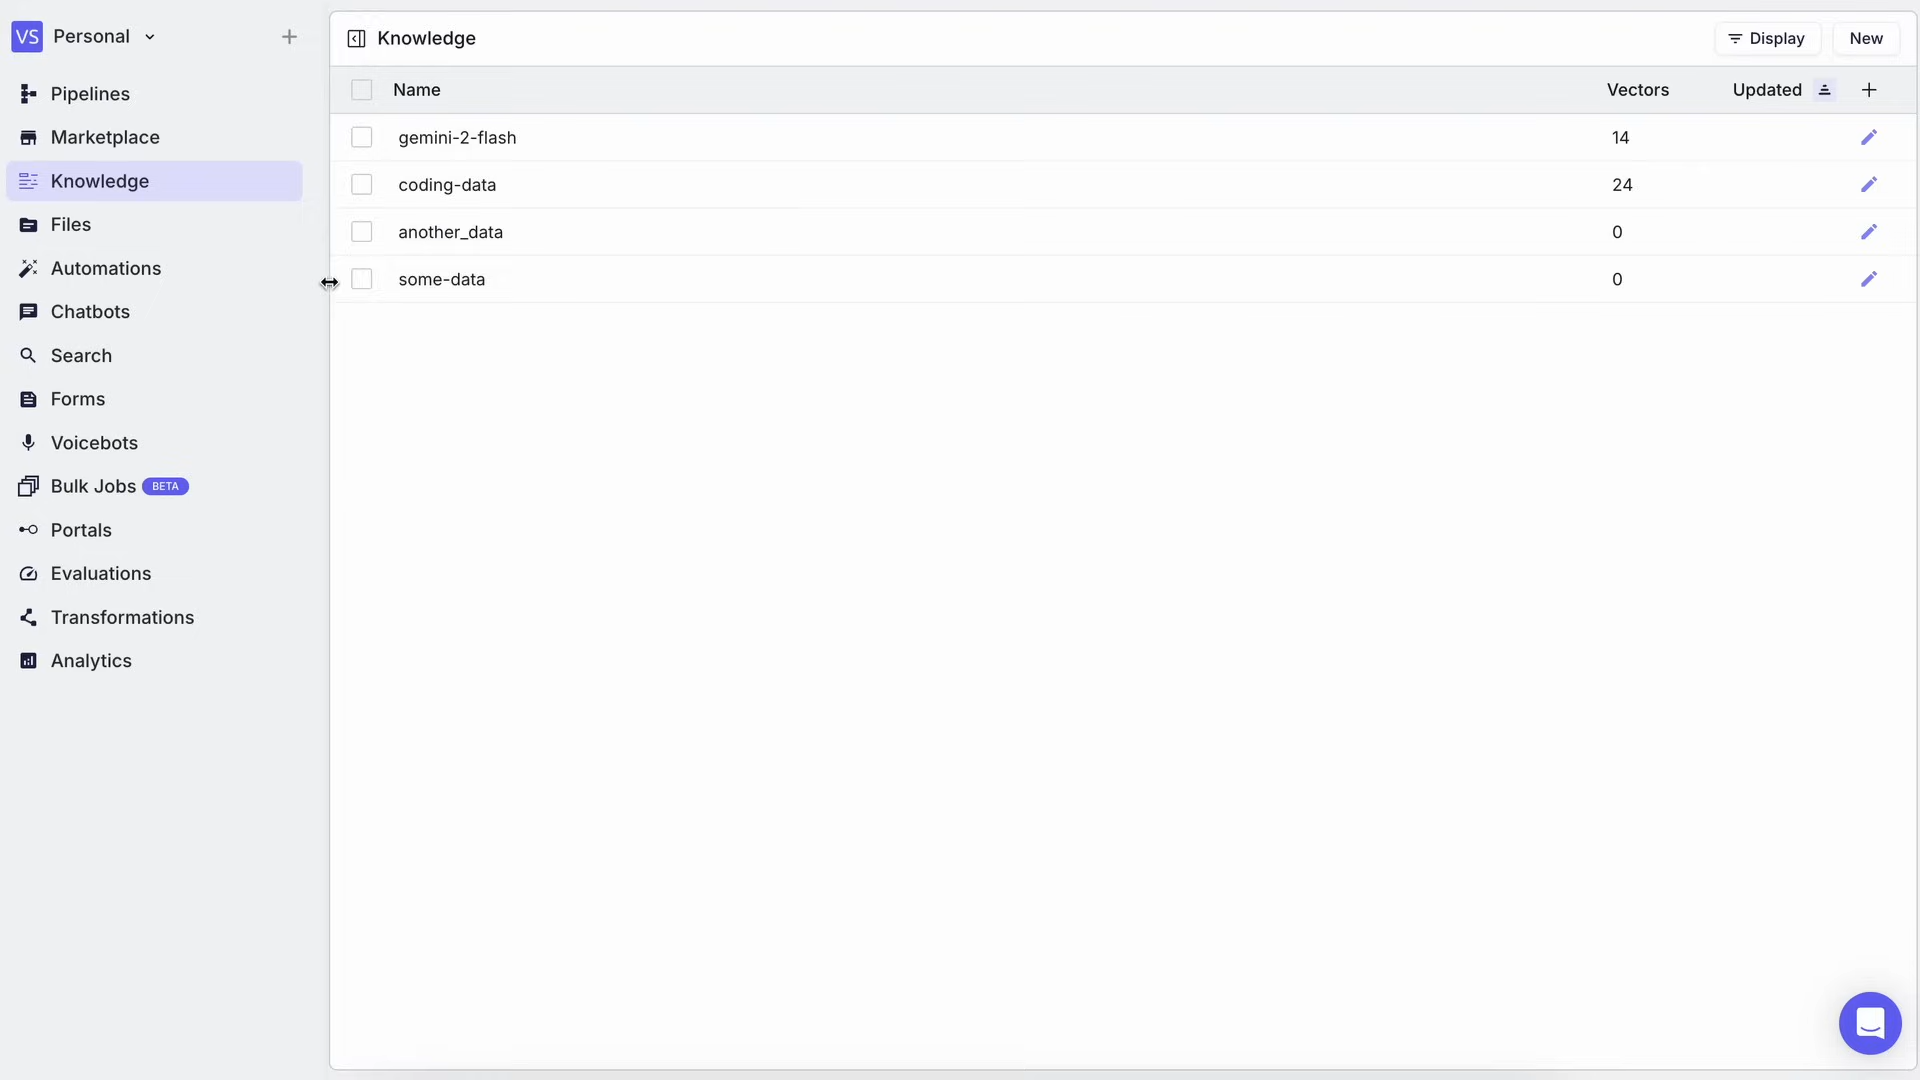 VS Personal
Pipelines
Marketplace
Knowledge
Files
Automations
Chatbots
Search
Forms
Voicebots
Bulk Jobs BETA
Portals
Evaluations
Transformations
Analytics
Knowledge
Display New
Name Vectors Updated
gemini-2-flash 14
coding-data 24
another_data 0
some-data 0